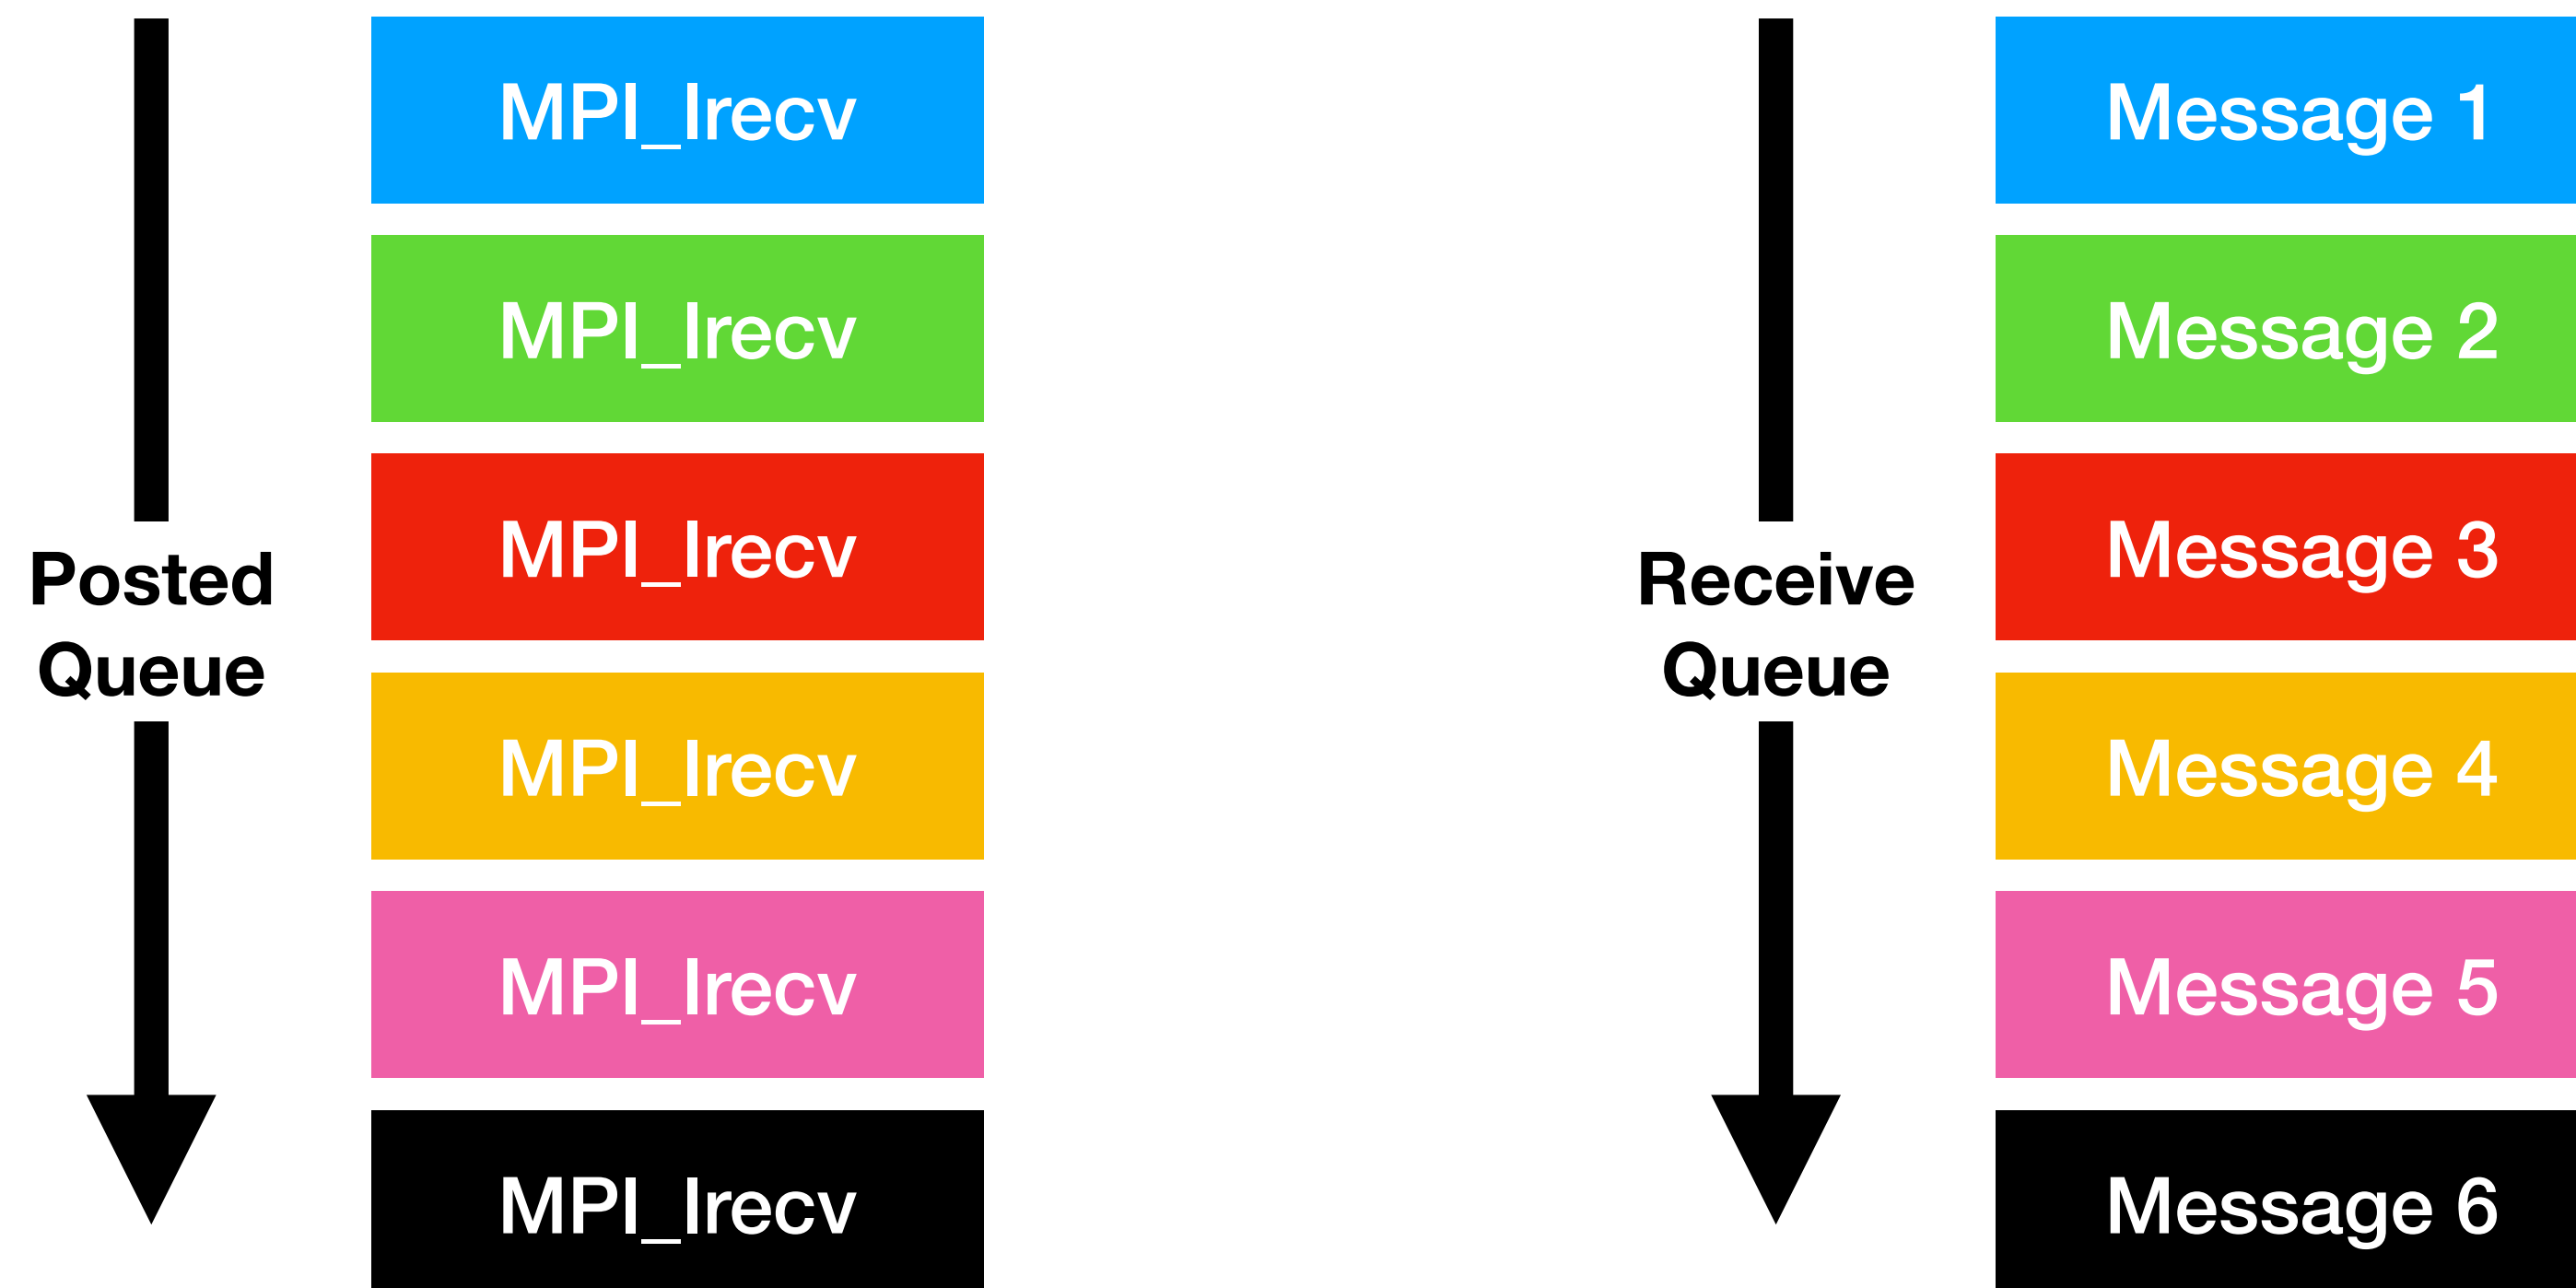 MPI_Irecv
MPI_Irecv
MPI_Irecv
MPI_Irecv
MPI_Irecv
MPI_Irecv
Posted
Queue
Receive
Queue
Message 1
Message 2
Message 3
Message 4
Message 5
Message 6